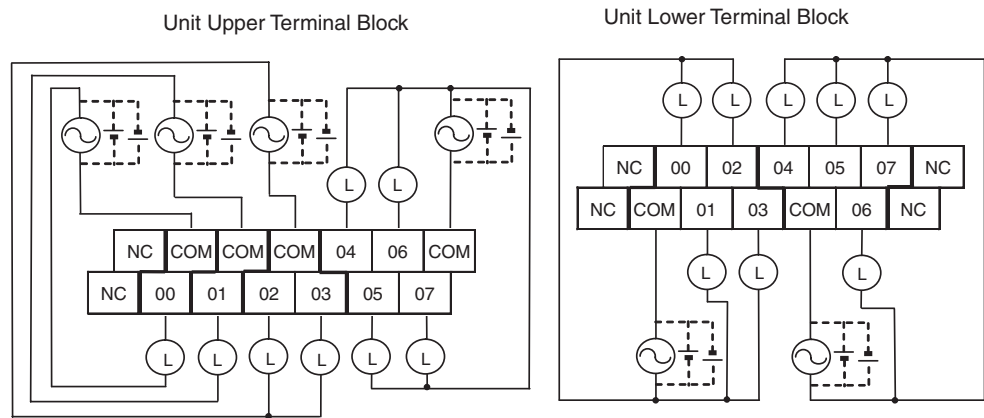 Unit Upper Terminal Block
Unit Lower Terminal Block
L L
NC COM COM COM 04 06 COM
NC 00 01 02 03 05 07
L L L L L L
L L L L L
NC 00 02 04 05 07 NC
NC COM 01 03 COM 06 NC
L L L